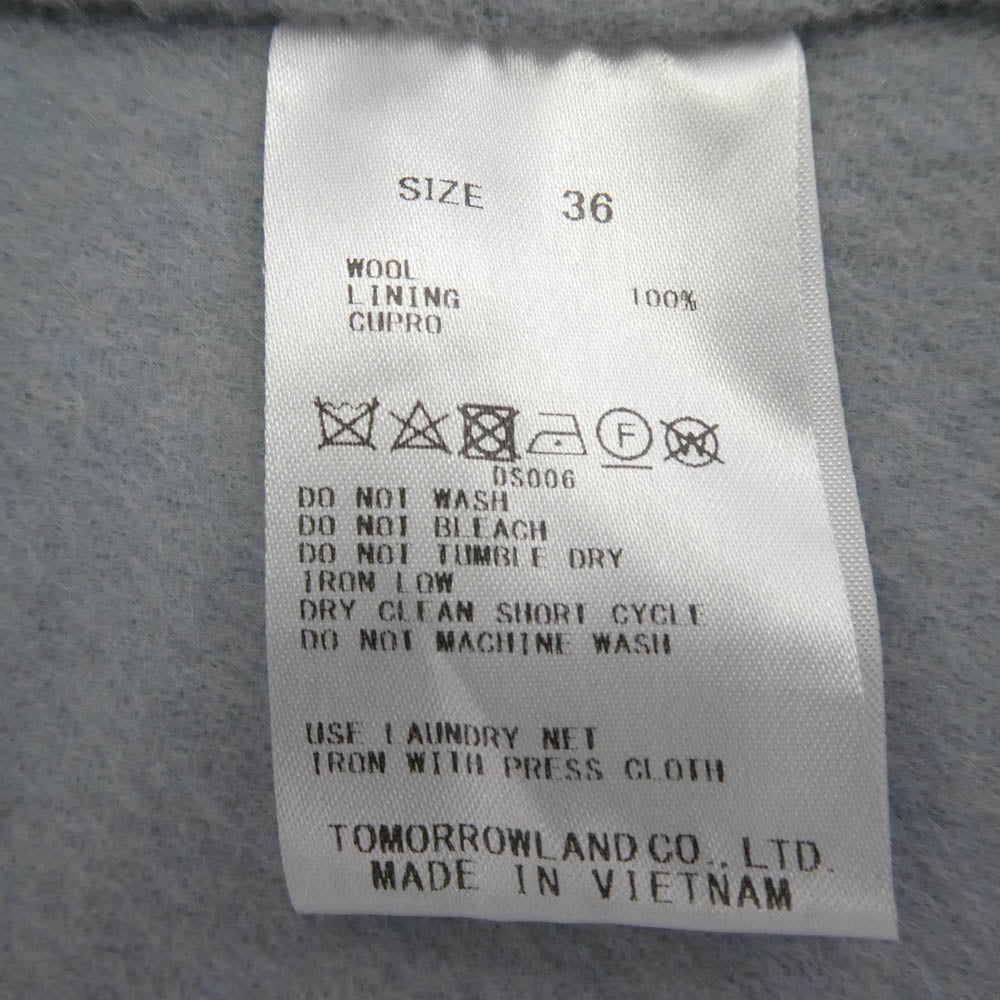 SIZE 36
WOOL
LINING 100%
CUPRO
F
W
DS006
DO NOT WASH
DO NOT BLEACH
DO NOT TUMBLE DRY
IRON LOW
DRY CLEAN SHORT CYCLE
DO NOT MACHINE WASH
USE LAUNDRY NET
IRON WITH PRESS CLOTH
TOMORROWLAND CO., LTD.
MADE IN VIETNAM